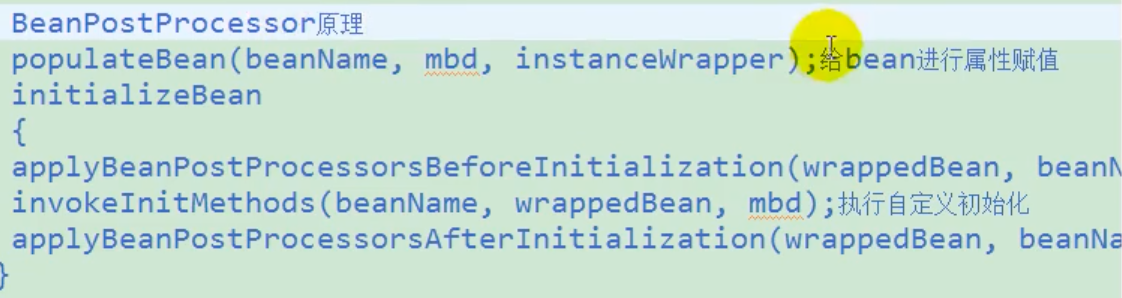 BeanPostProcessor原理
populateBean(beanName, mbd, instanceWrapper);给bean进行属性赋值
initializeBean
{
applyBeanPostProcessorsBeforeInitialization(wrappedBean, beanN
invokeInitMethods(beanName, wrappedBean, mbd);执行自定义初始化
applyBeanPostProcessorsAfterInitialization(wrappedBean, beanNa
}